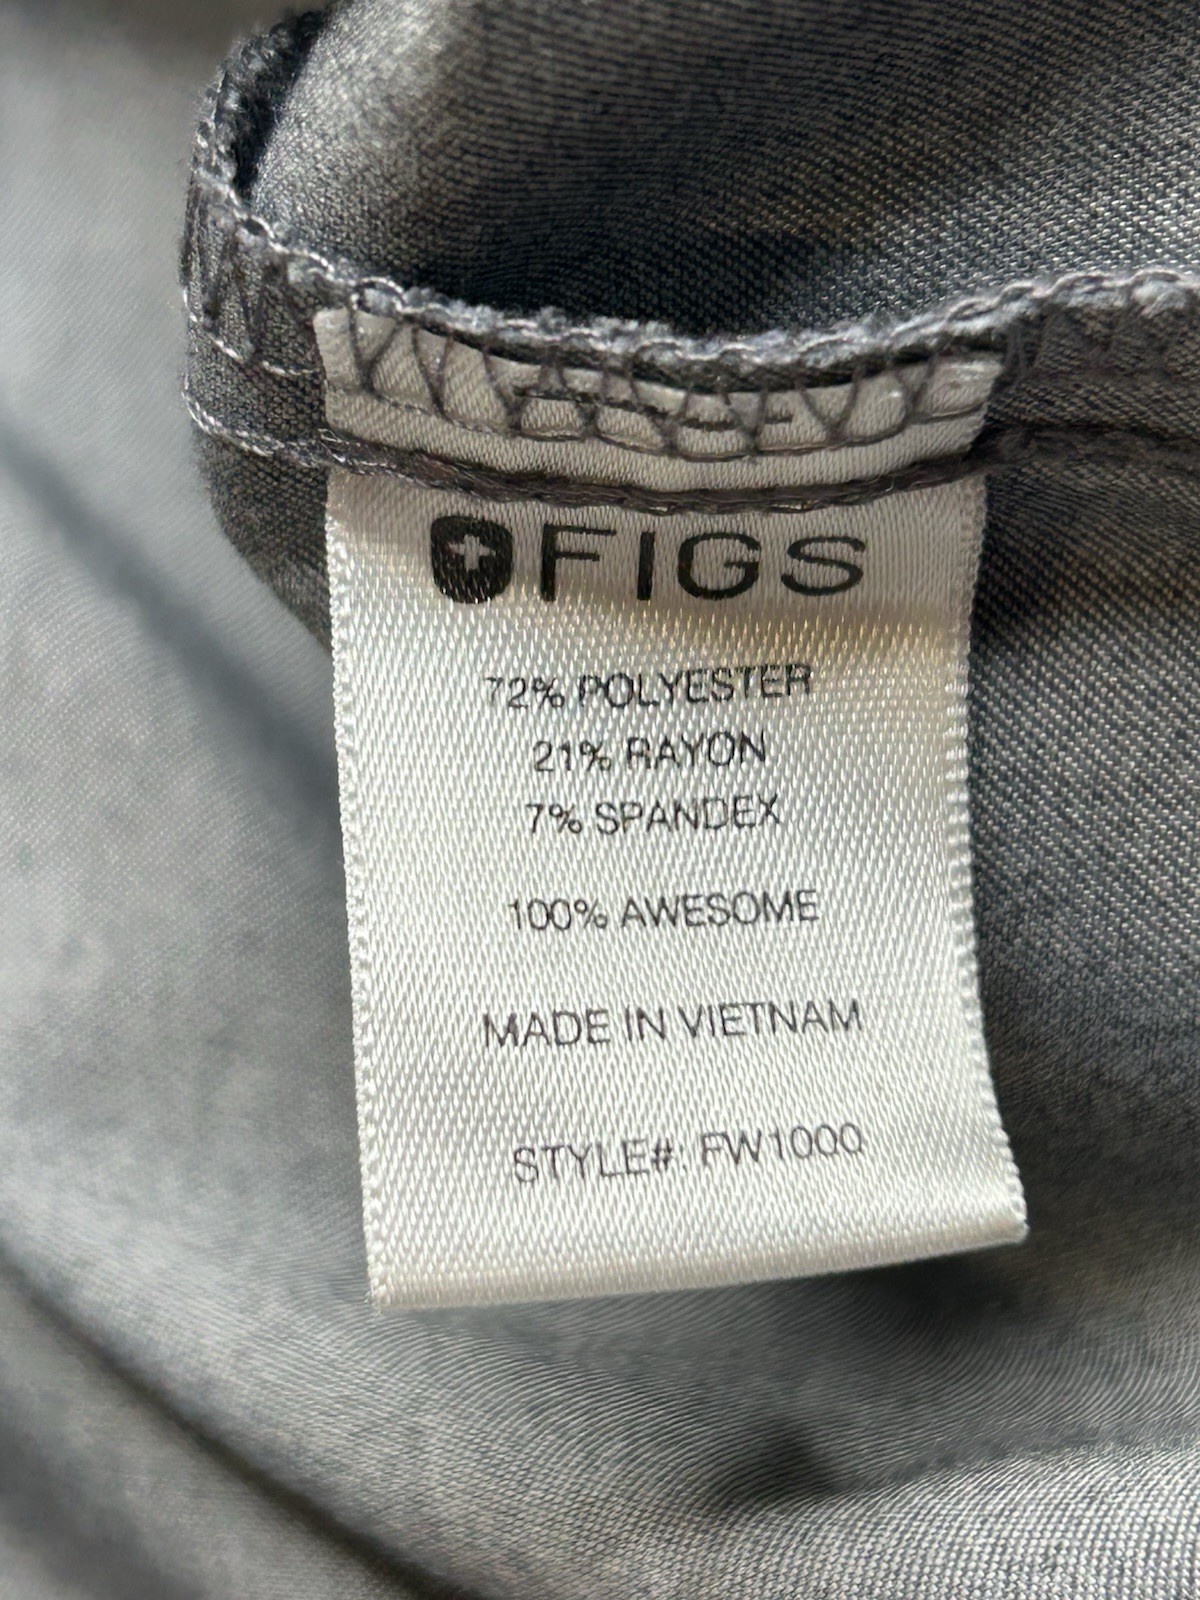 FIGS
72% POLYESTER
21% RAYON
7% SPANDEX
100% AWESOME
MADE IN VIETNAM
STYLE#: FW1000